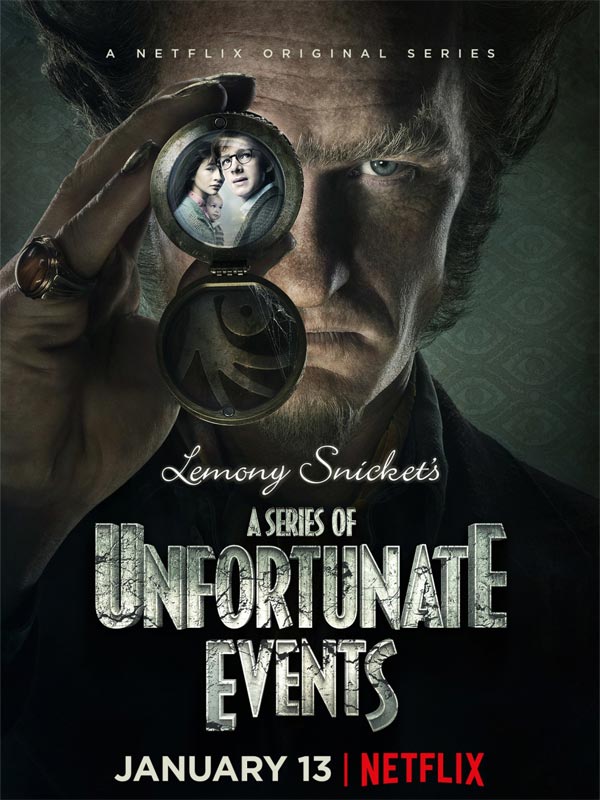 A NETFLIX ORIGINAL SERIES
Lemony Snicket's
A SERIES OF
UNFORTUNATE
EVENTS
JANUARY 13 | NETFLIX